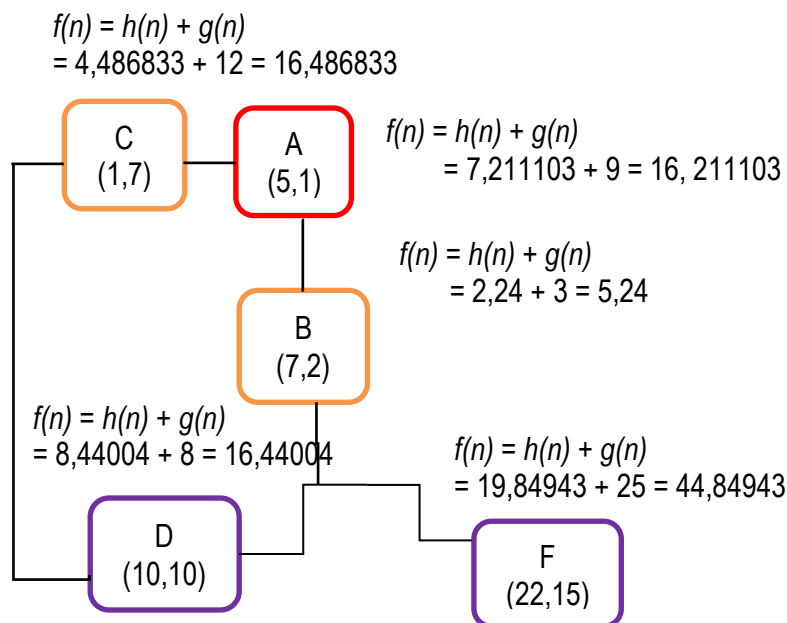 f(n) = h(n) + g(n)
= 4,486833 + 12 = 16,486833
C
(1,7)
A
(5,1)
f(n) = h(n) + g(n)
= 7,211103 + 9 = 16, 211103
f(n) = h(n) + g(n)
= 2,24 + 3 = 5,24
B
(7,2)
f(n) = h(n) + g(n)
= 8,44004 + 8 = 16,44004
f(n) = h(n) + g(n)
= 19,84943 + 25 = 44,84943
D
(10,10)
F
(22,15)